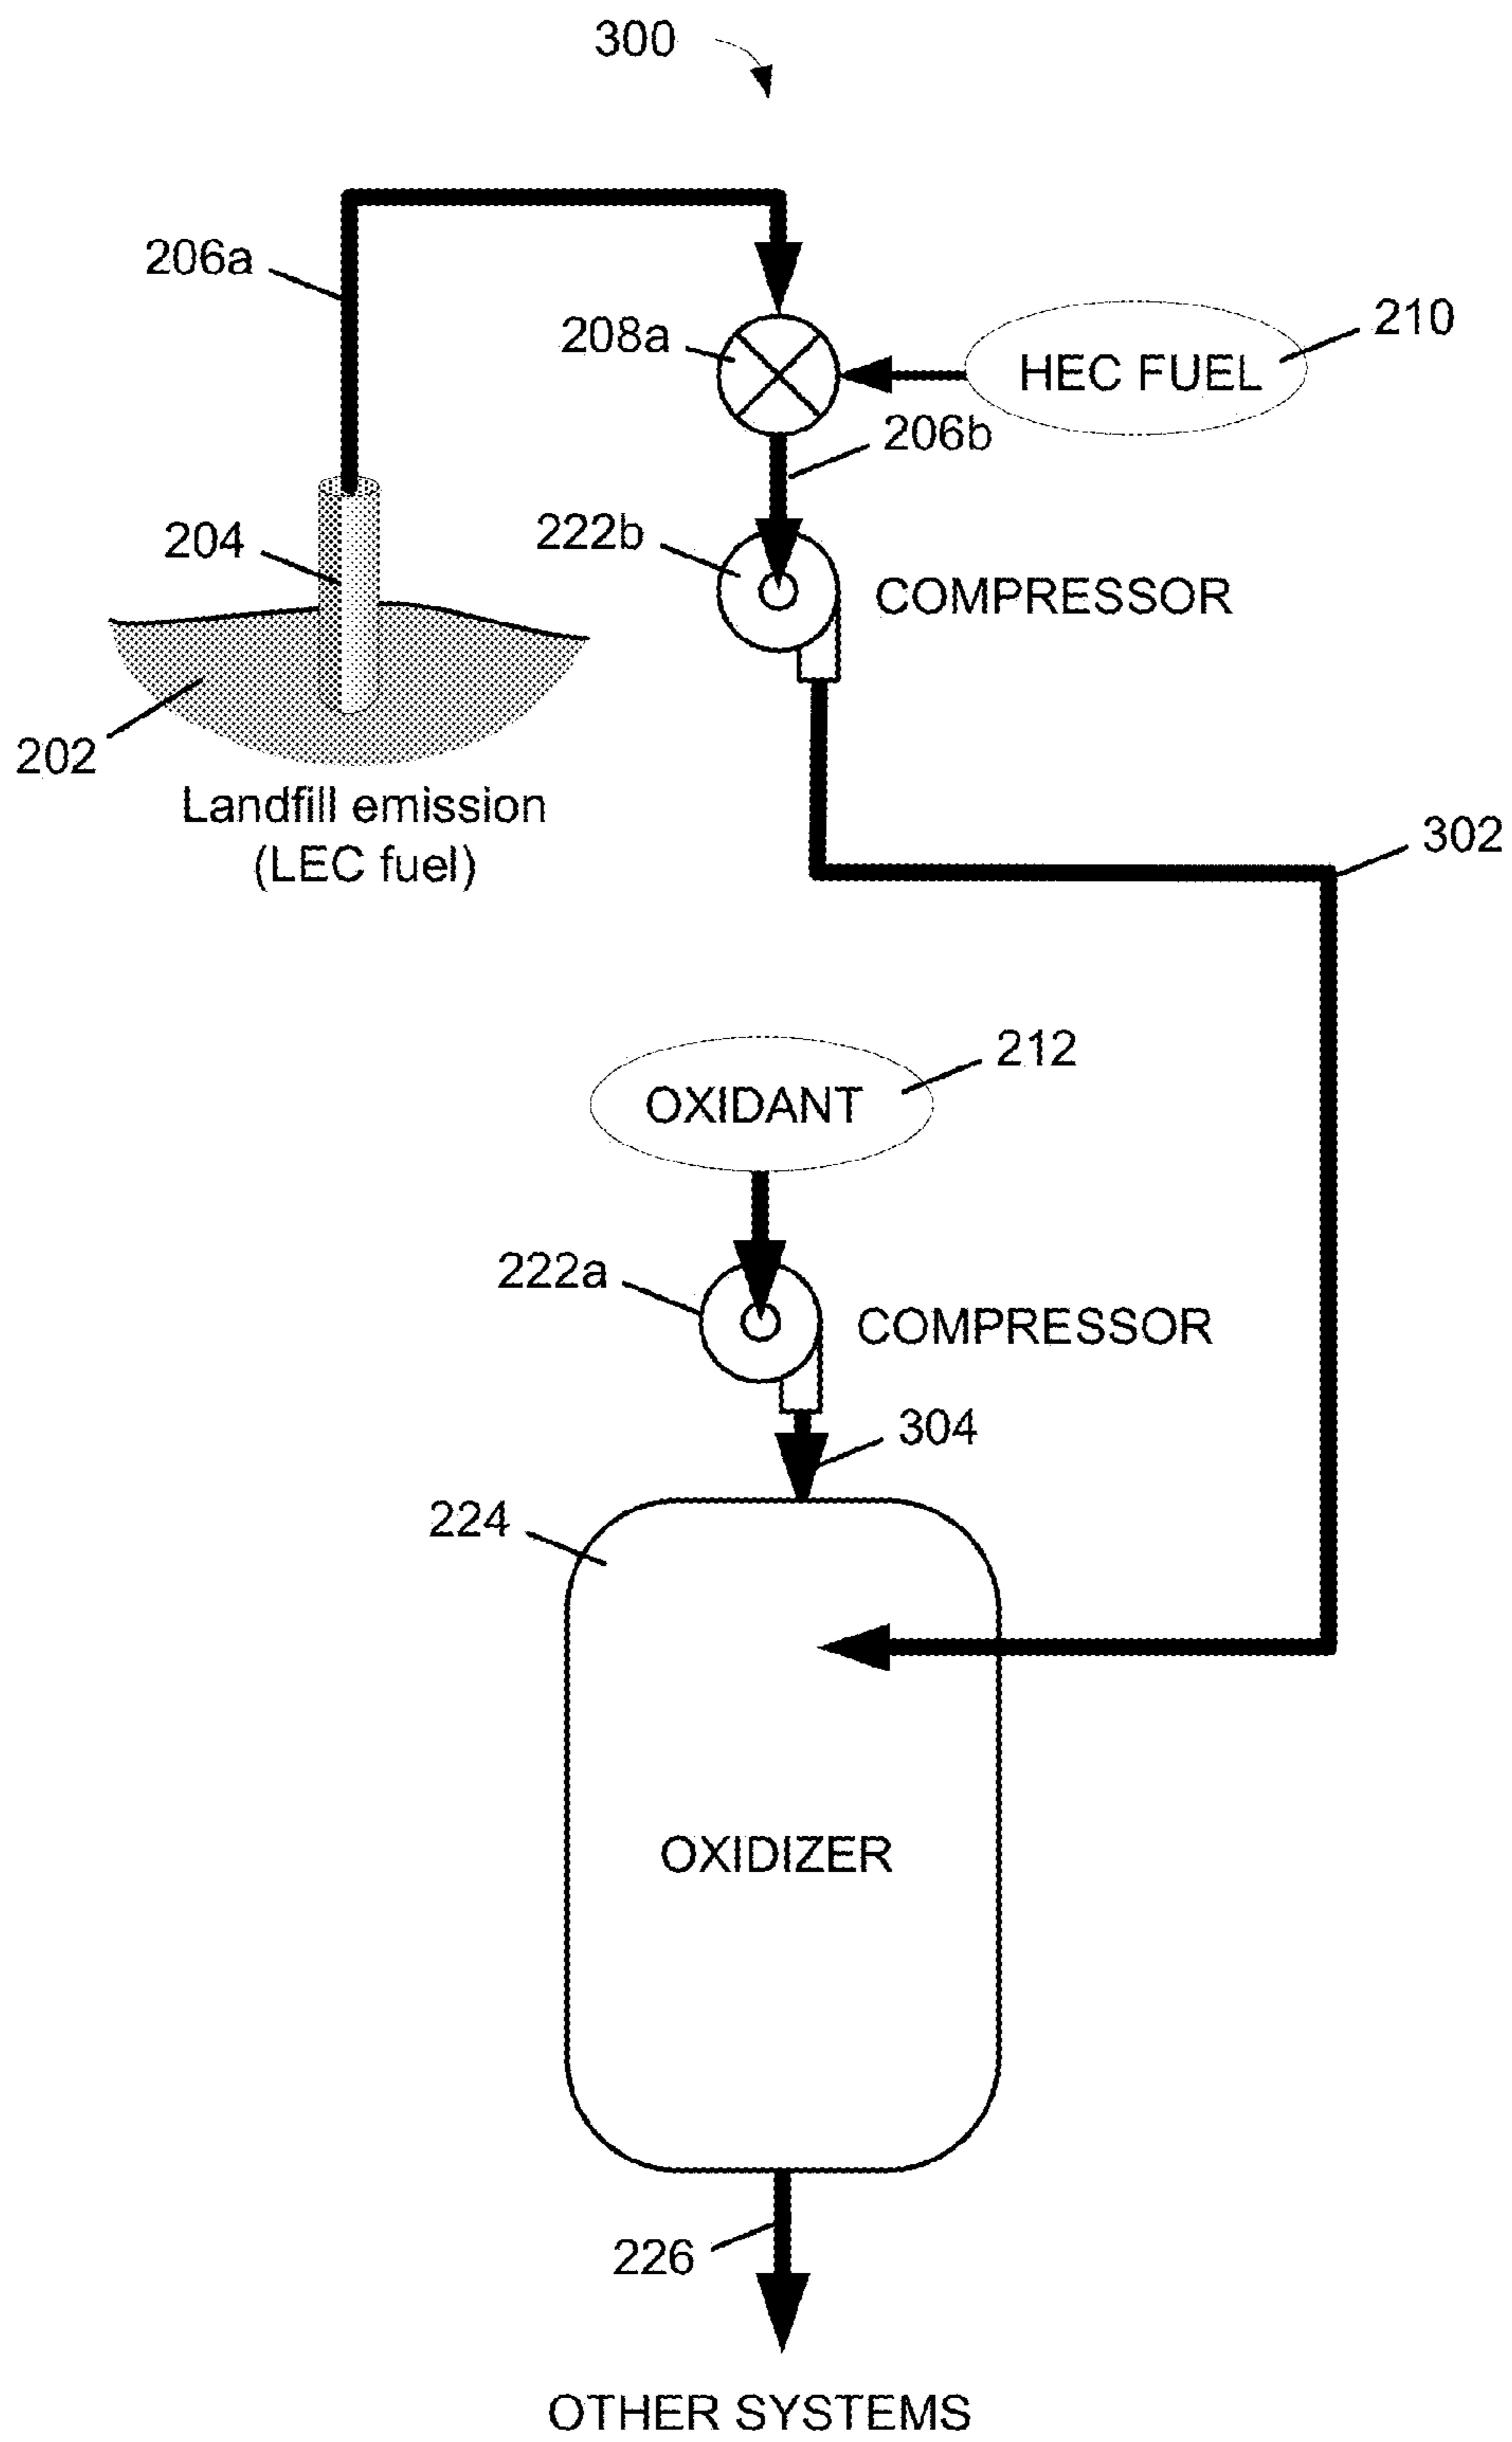 300
206a
208a
HEC FUEL
210
206b
204
222b
COMPRESSOR
202
Landfill emission
(LEC fuel)
302
OXIDANT
212
222a
COMPRESSOR
304
224
OXIDIZER
226
OTHER SYSTEMS